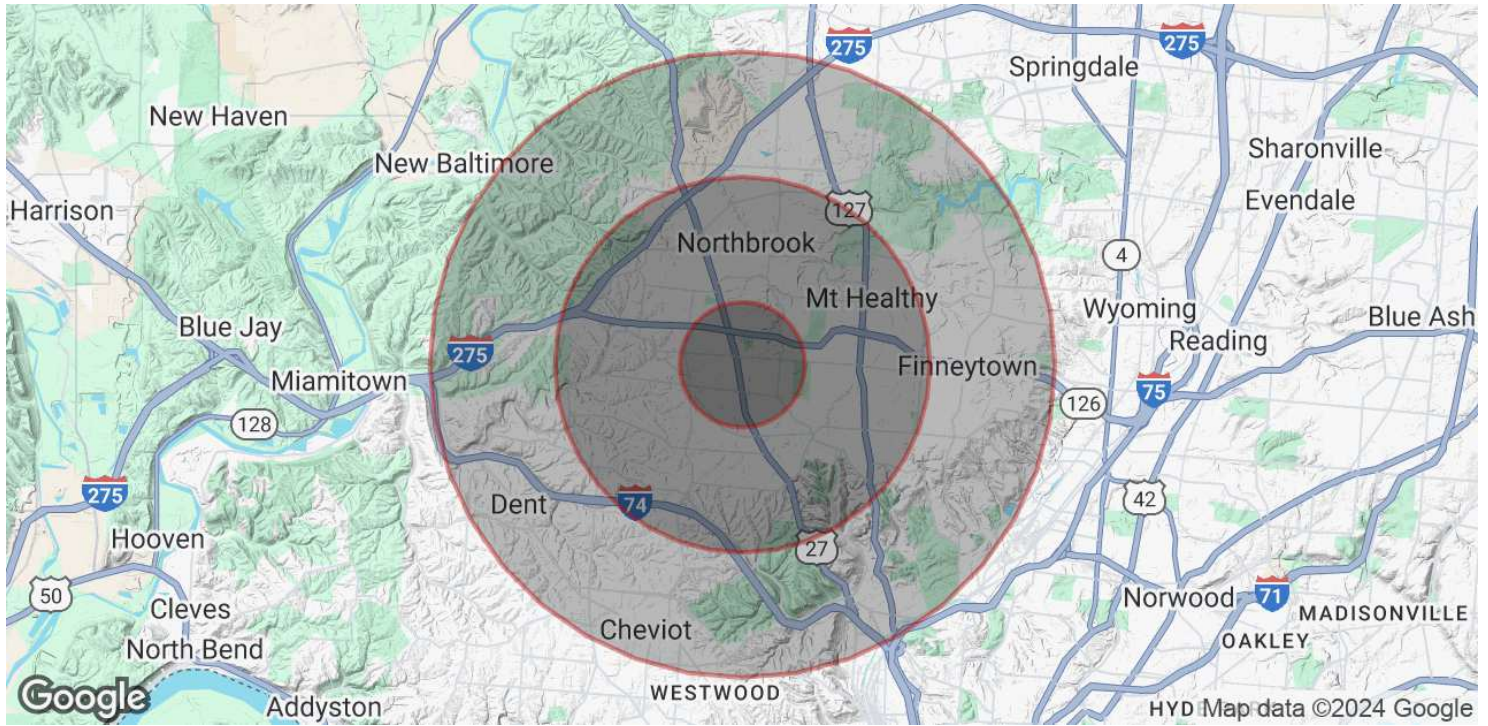 275
275
Springdale
New Haven
Sharonville
New Baltimore
Evendale
Harrison
127
Northbrook
4
Mt Healthy
Wyoming
Blue Ash
Blue Jay
Reading
275
Finneytown
Miamitown
75
126
128
275
Dent
74
42
Hooven
27
50
Cleves
Norwood
71
MADISONVILLE
Cheviot
OAKLEY
North Bend
WESTWOOD
Google
Addyston
HYD
Map data ©2024 Google